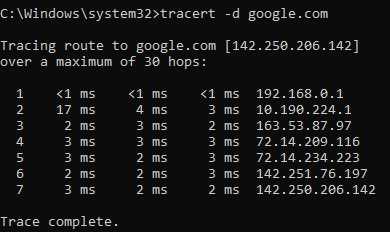 C:\Windows\system32>tracert -d google.com
Tracing route to google.com [142.250.206.142]
over a maximum of 30 hops:
1 <1 ms <1 ms <1 ms 192.168.0.1
2 17 ms 4 ms 3 ms 10.190.224.1
3 2 ms 3 ms 2 ms 163.53.87.97
4 3 ms 3 ms 3 ms 72.14.209.116
5 3 ms 2 ms 3 ms 72.14.234.223
6 2 ms 2 ms 3 ms 142.251.76.197
7 3 ms 2 ms 2 ms 142.250.206.142
Trace complete.